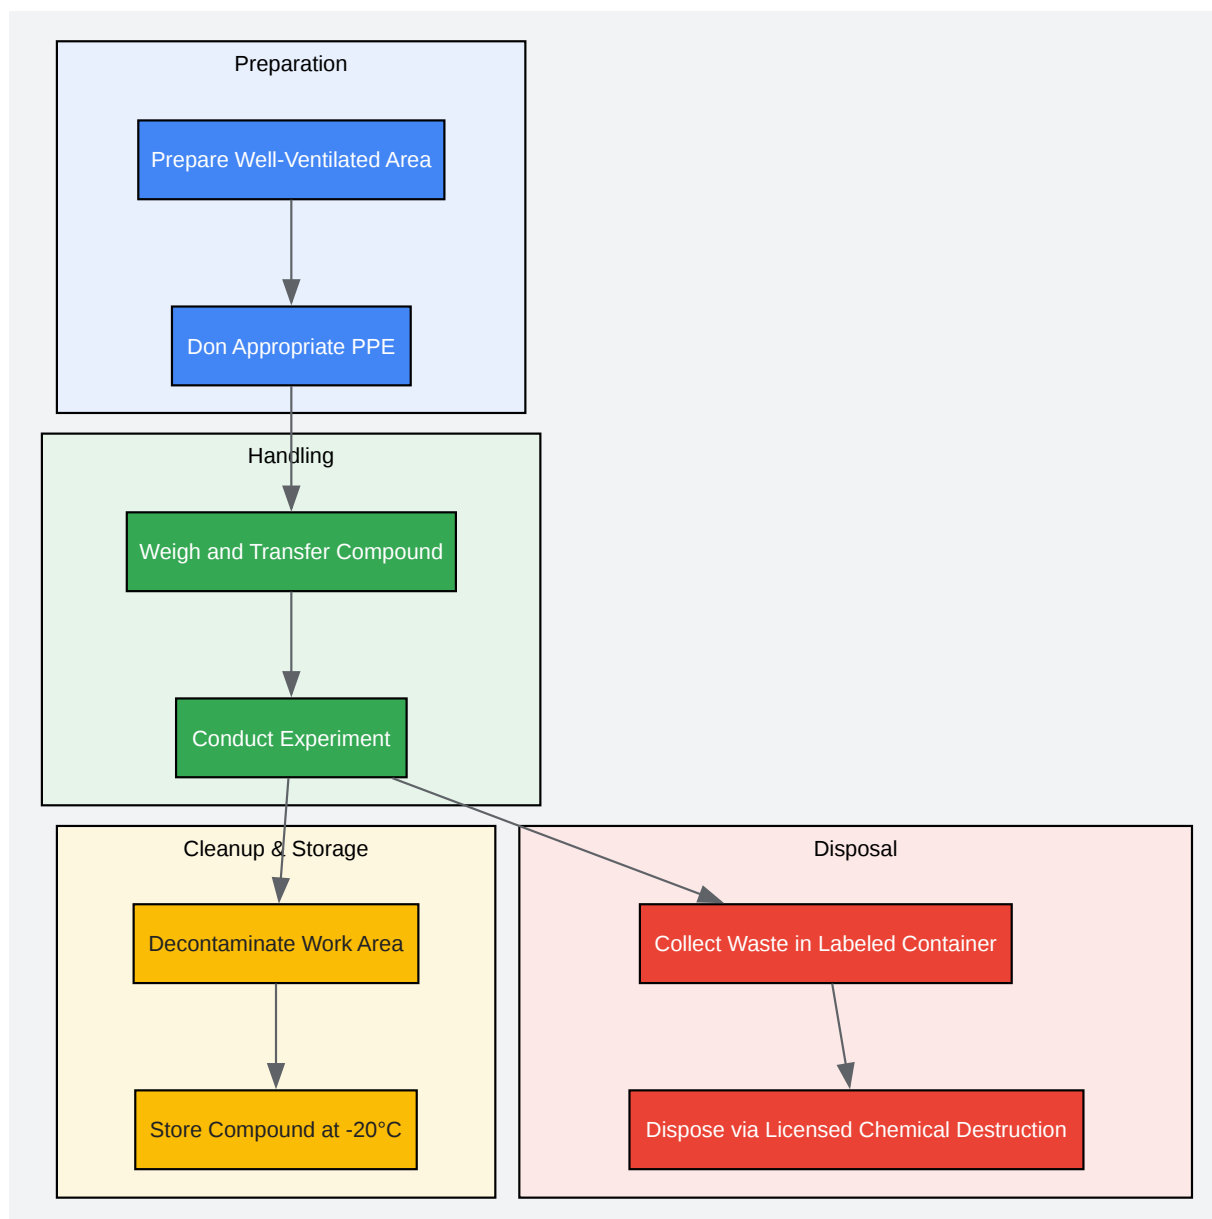 Preparation
Prepare Well-Ventilated Area
Don Appropriate PPE
Handling
Weigh and Transfer Compound
Conduct Experiment
Cleanup & Storage
Decontaminate Work Area
Store Compound at -20°C
Disposal
Collect Waste in Labeled Container
Dispose via Licensed Chemical Destruction